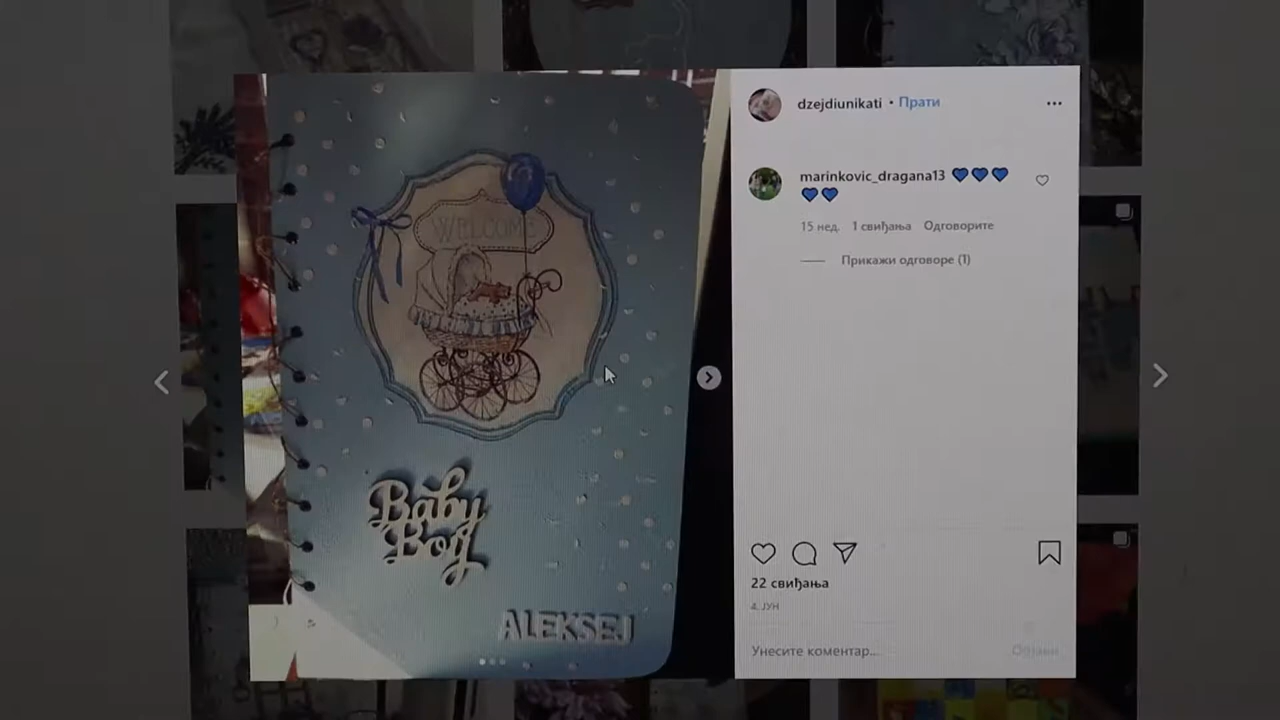 WELCOME
Baby
Boy
ALEKSEJ
dzejdiunikati • Прати
marinkovic_dragana13 💙💙💙
💙💙
15 нед. 1 свиђања Одговорите
Прикажи одговоре (1)
22 свиђања
4. ЈУН
Унесите коментар...
Објави